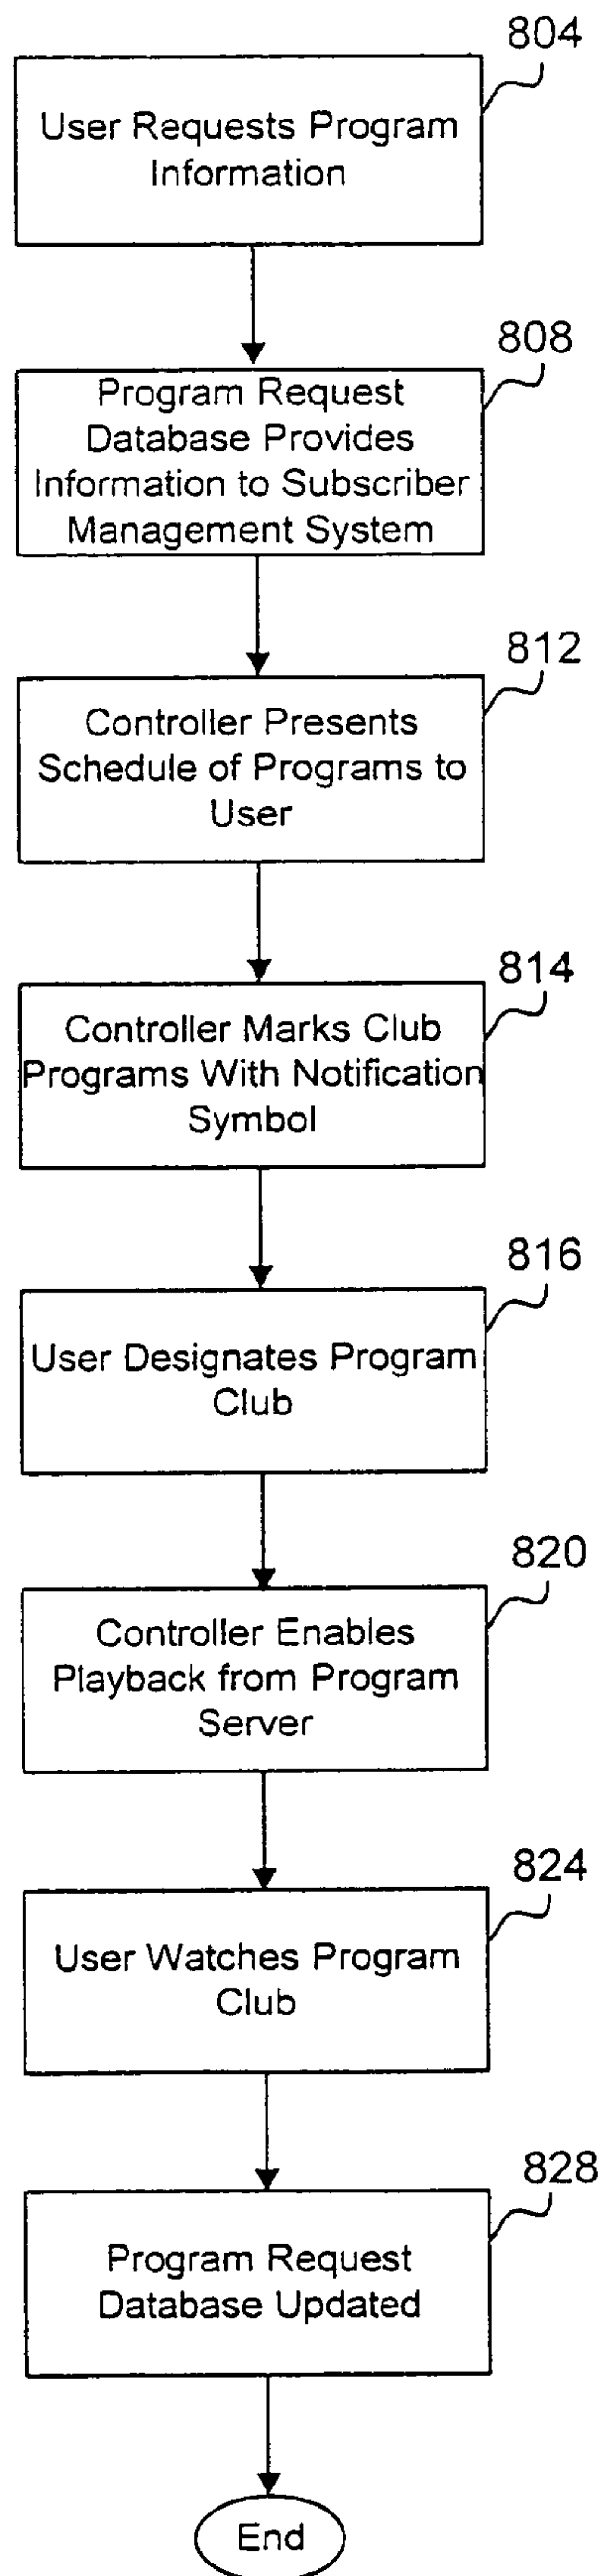 804
User Requests Program
Information
808
Program Request
Database Provides
Information to Subscriber
Management System
812
Controller Presents
Schedule of Programs to
User
814
Controller Marks Club
Programs With Notification
Symbol
816
User Designates Program
Club
820
Controller Enables
Playback from Program
Server
824
User Watches Program
Club
828
Program Request
Database Updated
End